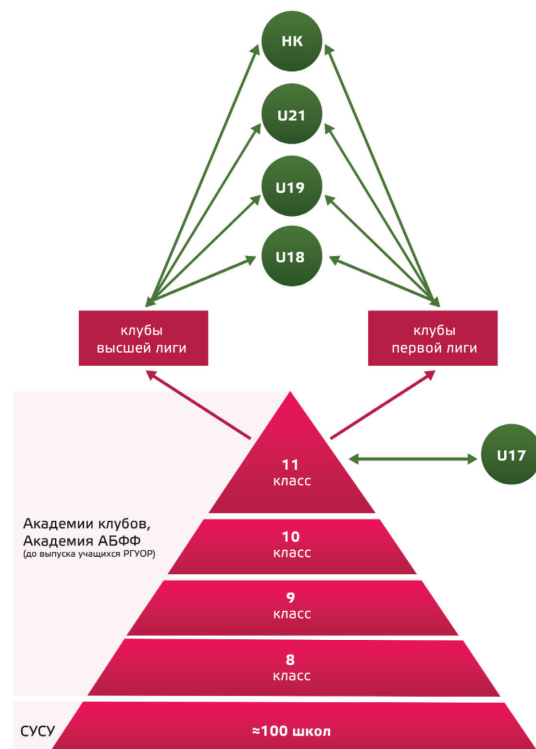 НК
U21
U19
U18
клубы
высшей лиги
клубы
первой лиги
U17
11
класс
Академии клубов,
Академия АБФФ
(до выпуска учащихся РГУОР)
10
класс
9
класс
8
класс
СУСУ
≈100 школ